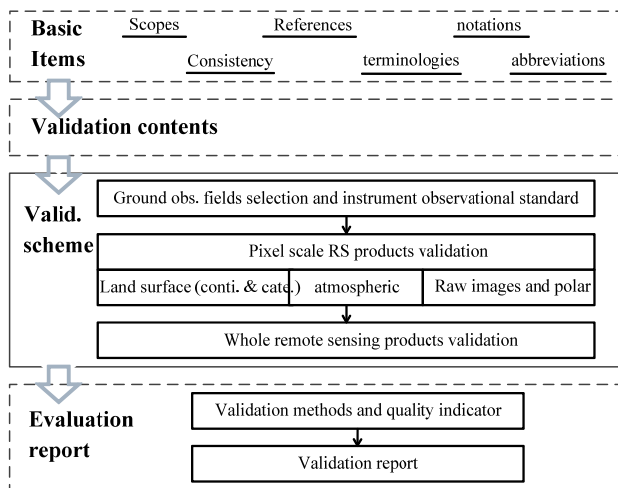 Basic
Items
Scopes
References
notations
Consistency
terminologies
abbreviations
Validation contents
Valid.
scheme
Ground obs. fields selection and instrument observational standard
Pixel scale RS products validation
Land surface (conti. & cate.)
atmospheric
Raw images and polar
Whole remote sensing products validation
Evaluation
report
Validation methods and quality indicator
Validation report